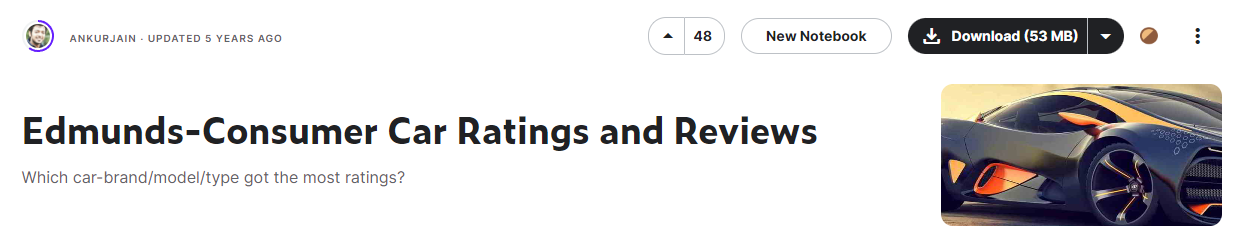 ANKURJAIN · UPDATED 5 YEARS AGO
48
New Notebook
Download (53 MB)
Edmunds-Consumer Car Ratings and Reviews
Which car-brand/model/type got the most ratings?